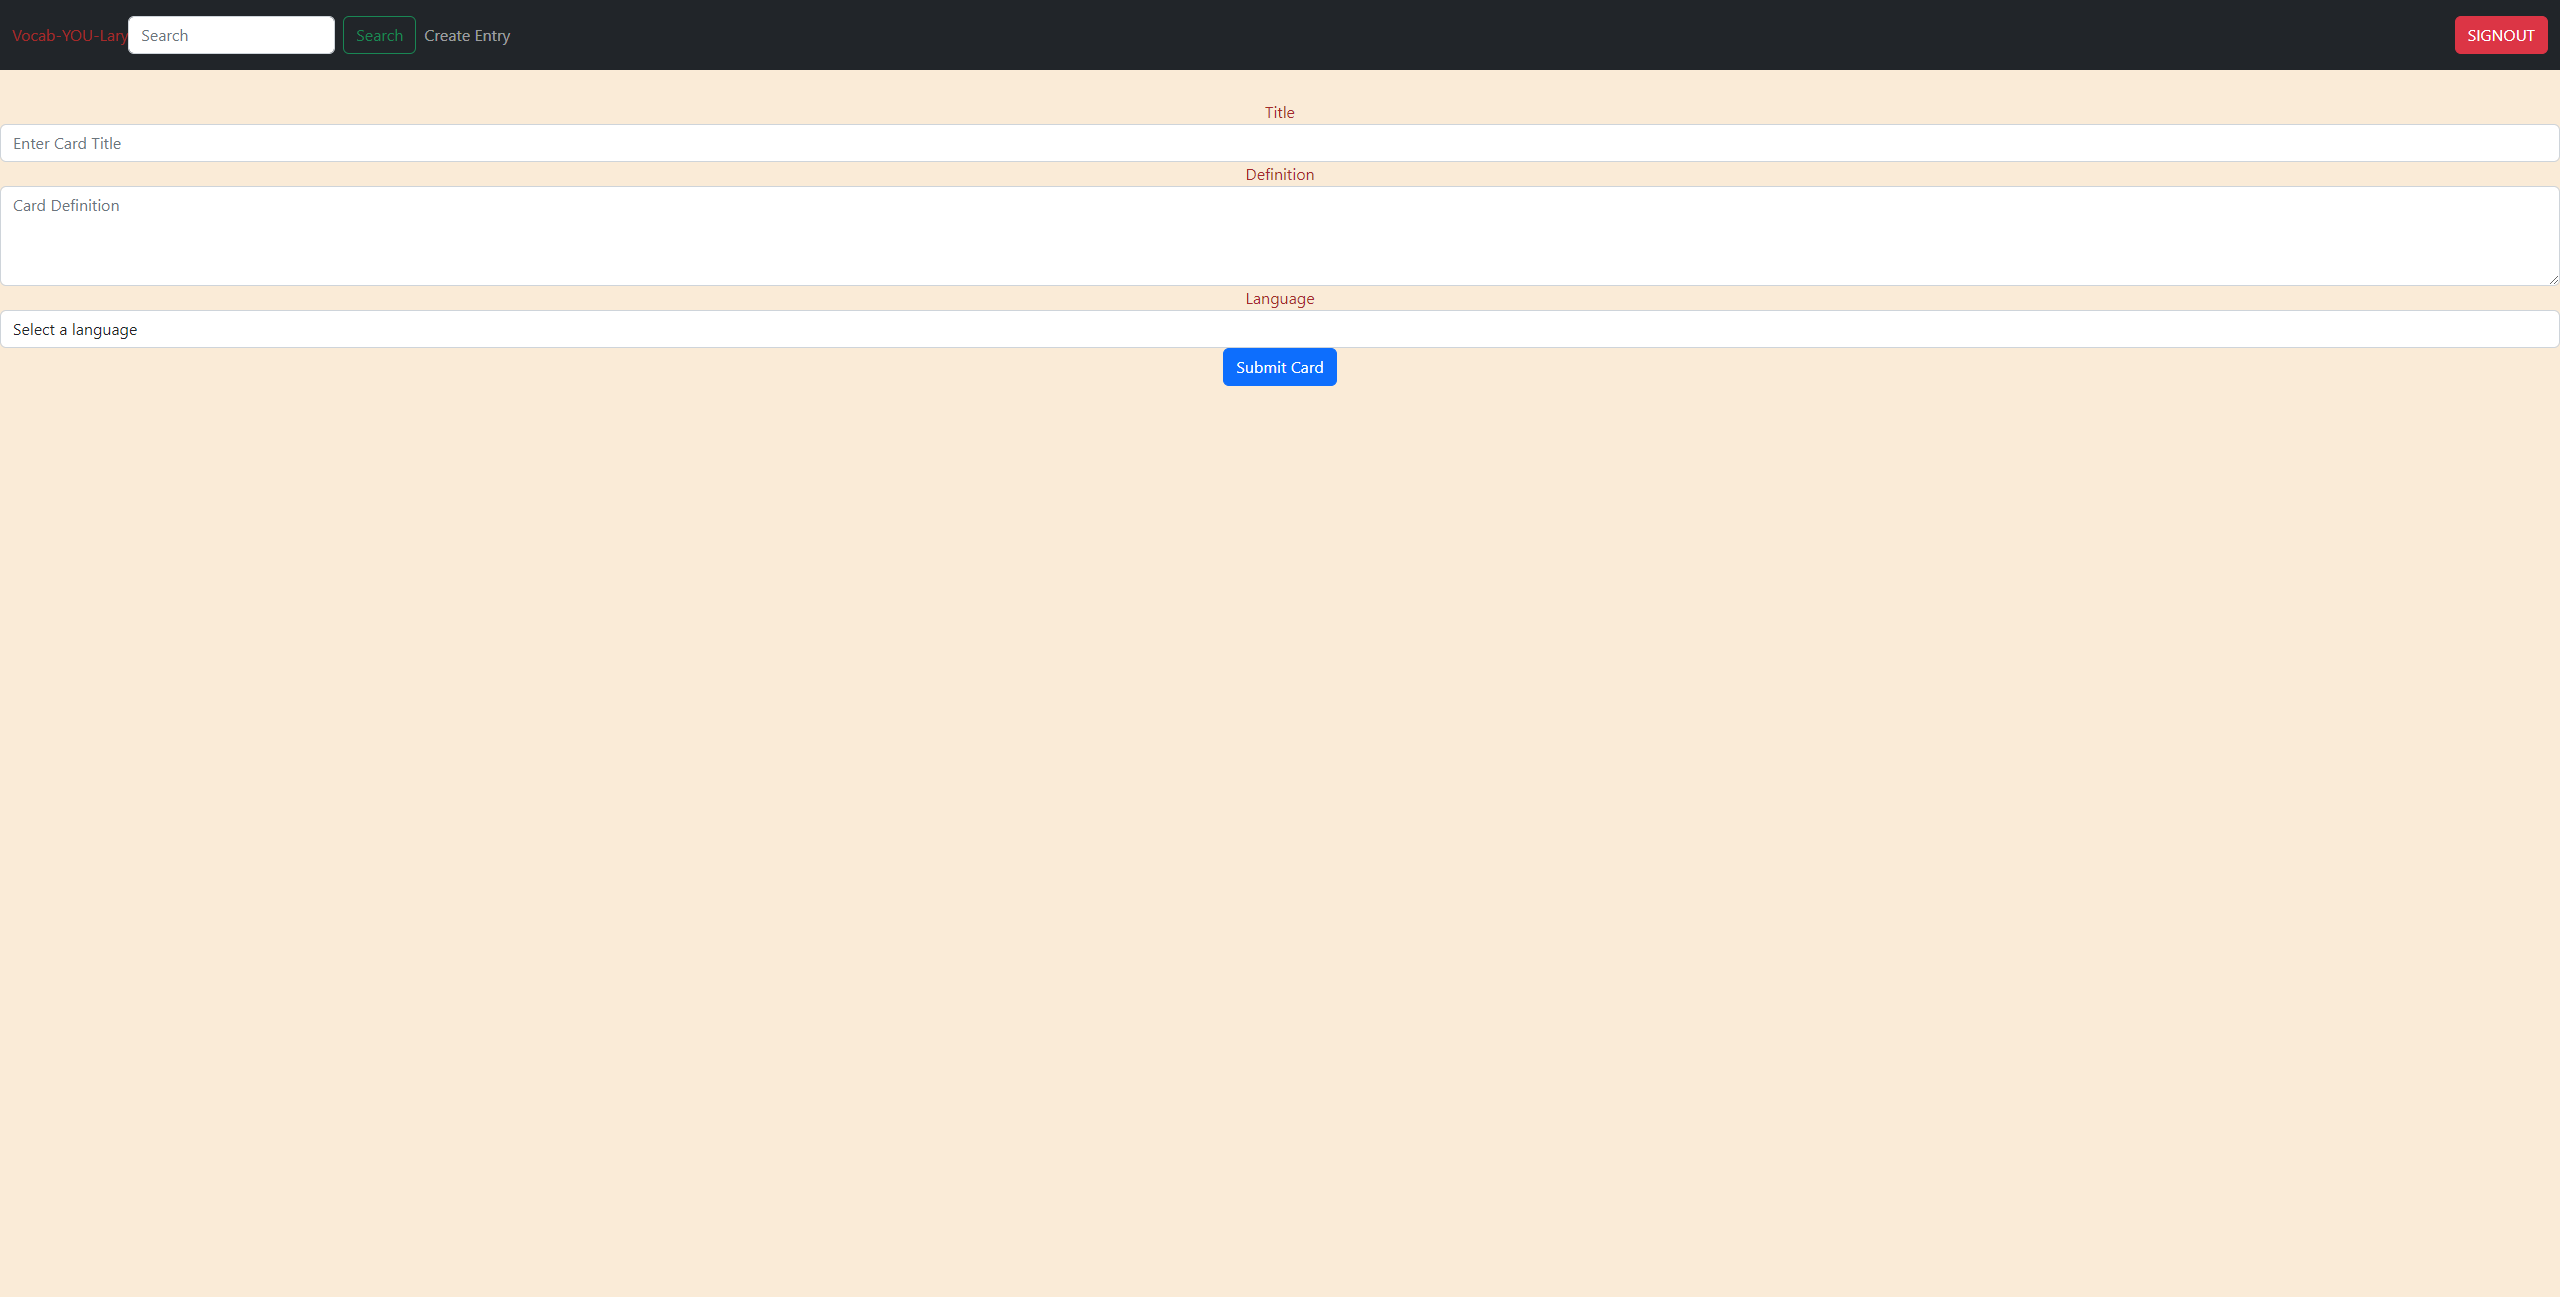 Vocab-YOU-Lary Search Search Create Entry SIGNOUT
Title
Enter Card Title
Definition
Card Definition
Language
Select a language
Submit Card